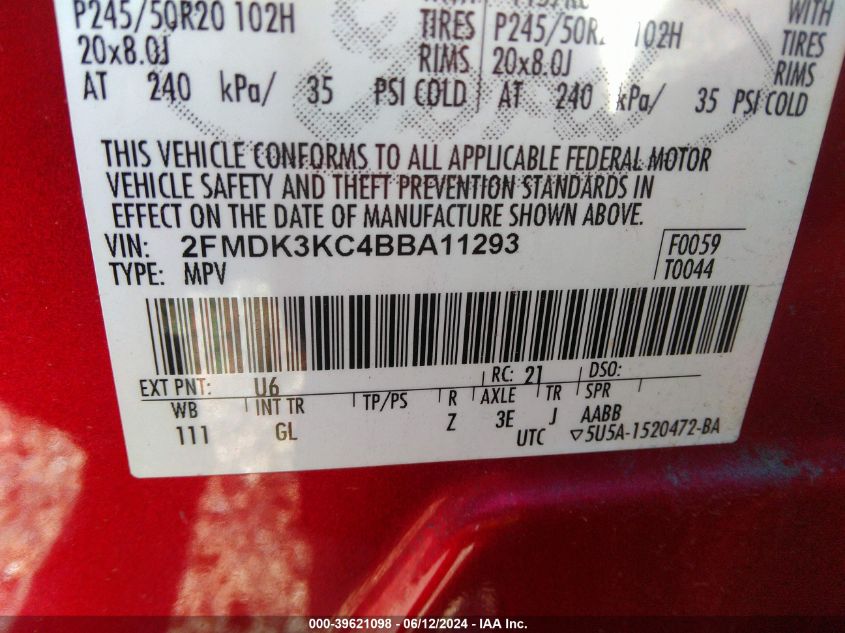 P245/50R20 102H TIRES P245/50R2 102H WITH TIRES
20x8.0J RIMS 20x8.0J RIMS
AT 240 kPa/ 35 PSI COLD AT 240 kPa/ 35 PSI COLD
THIS VEHICLE CONFORMS TO ALL APPLICABLE FEDERAL MOTOR
VEHICLE SAFETY AND THEFT PREVENTION STANDARDS IN
EFFECT ON THE DATE OF MANUFACTURE SHOWN ABOVE.
VIN: 2FMDK3KC4BBA11293 F0059
TYPE: MPV T0044
EXT PNT: U6 RC: 21 DSO:
WB INT TR TP/PS R AXLE TR SPR
111 GL Z 3E J AABB
UTC ▽5U5A-1520472-BA
000-39621098 - 06/12/2024 - IAA Inc.